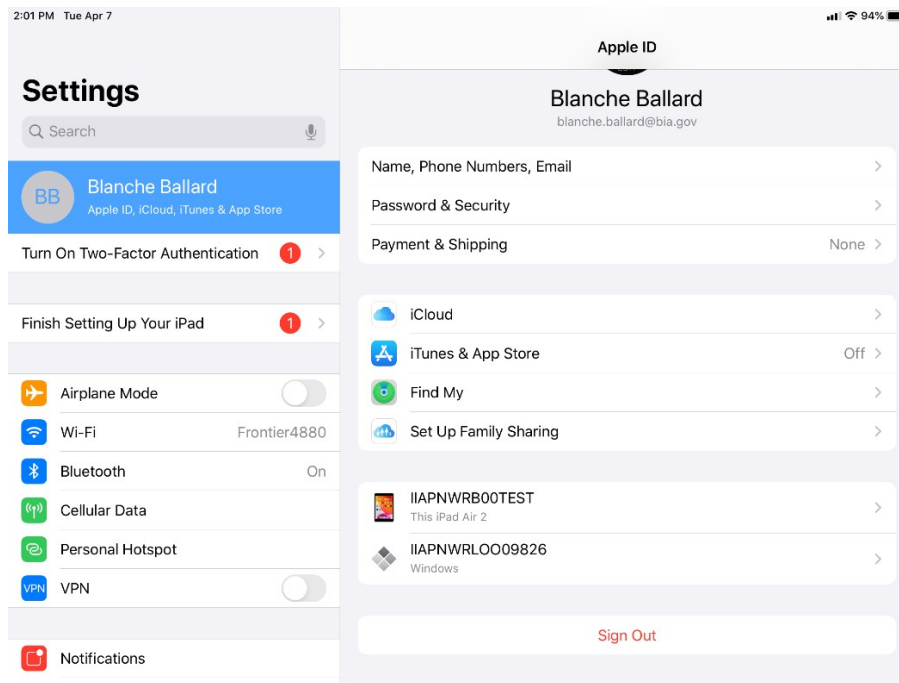 2:01 PM Tue Apr 7
94%
Settings
Search
BB
Blanche Ballard
Apple ID, iCloud, iTunes & App Store
Turn On Two-Factor Authentication 1
Finish Setting Up Your iPad 1
Airplane Mode
Wi-Fi Frontier4880
Bluetooth On
Cellular Data
Personal Hotspot
VPN VPN
Notifications
Apple ID
Blanche Ballard
blanche.ballard@bia.gov
Name, Phone Numbers, Email
Password & Security
Payment & Shipping None
iCloud
iTunes & App Store Off
Find My
Set Up Family Sharing
IIAPNWRB00TEST
This iPad Air 2
IIAPNWRLOO09826
Windows
Sign Out